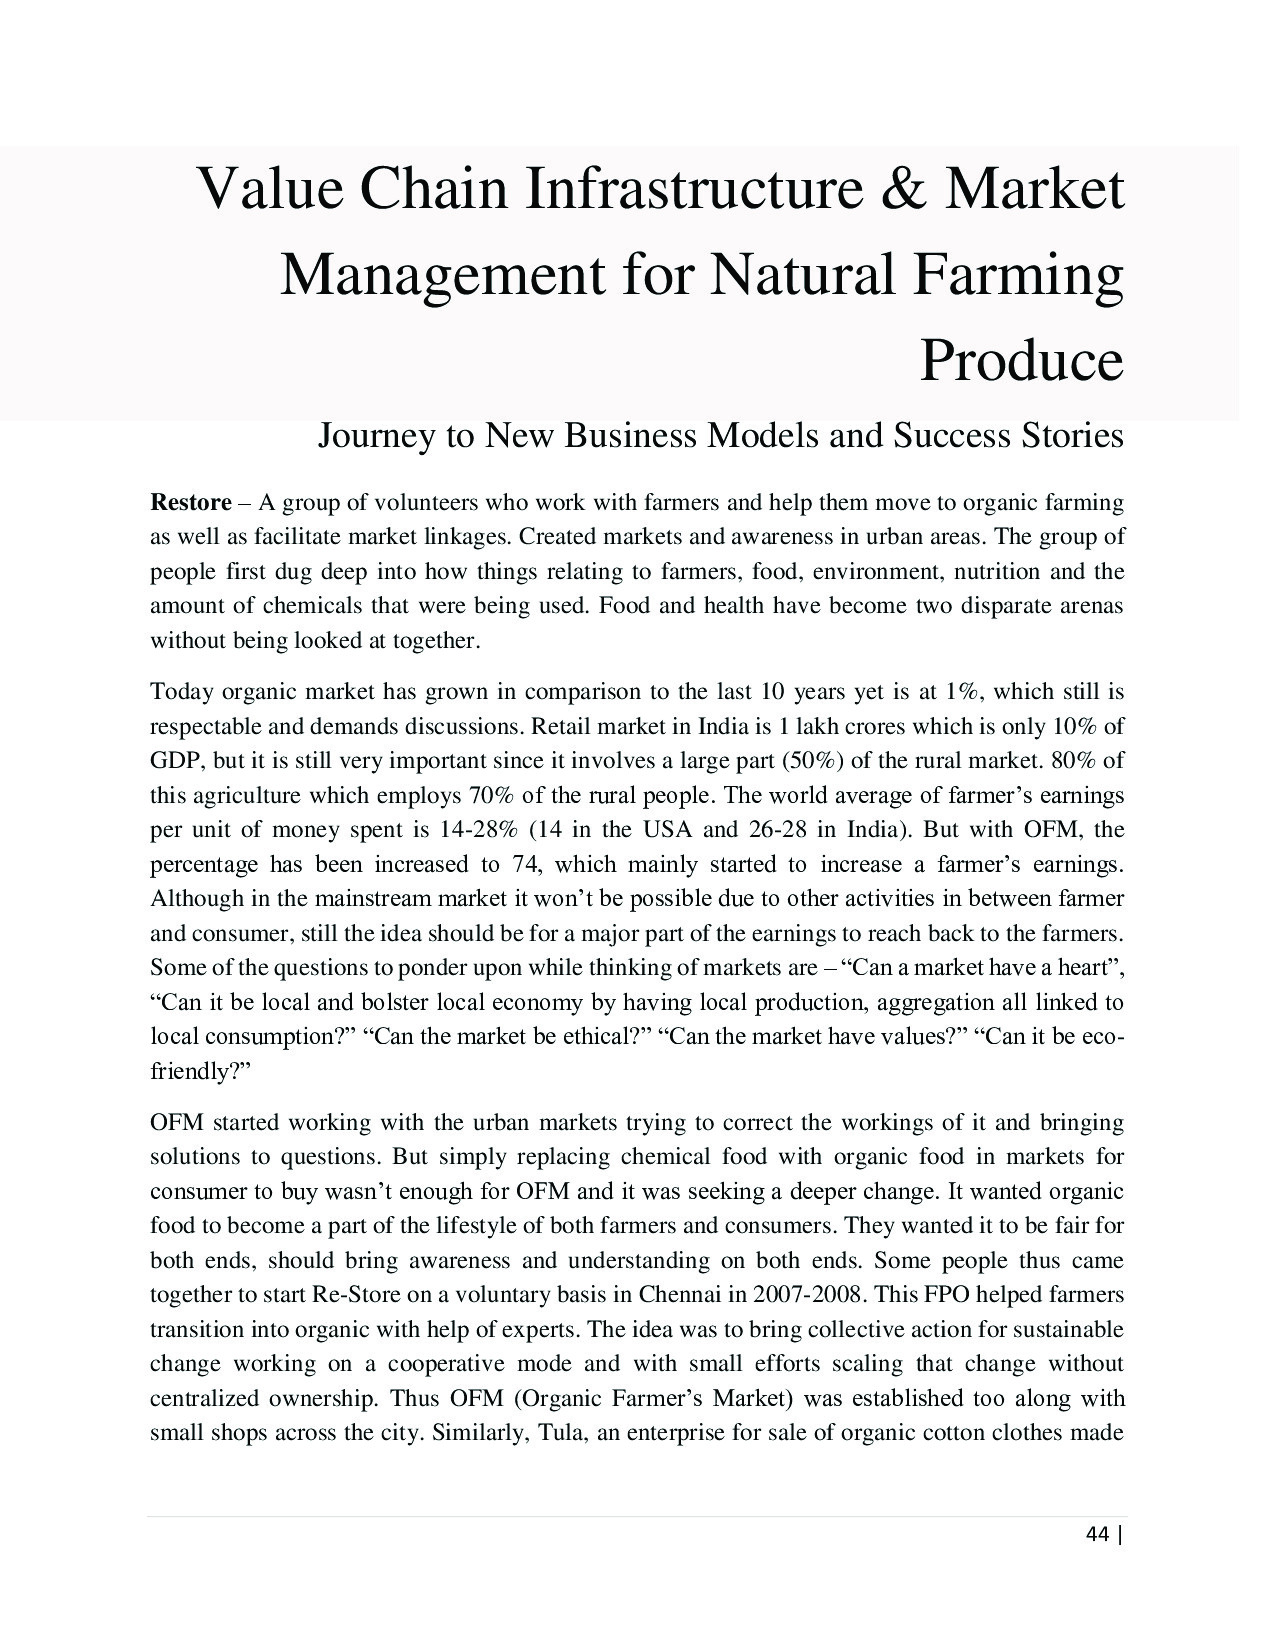 Value Chain Infrastructure & Market
Management for Natural Farming
Produce
Journey to New Business Models and Success Stories
Restore – A group of volunteers who work with farmers and help them move to organic farming
as well as facilitate market linkages. Created markets and awareness in urban areas. The group of
people first dug deep into how things relating to farmers, food, environment, nutrition and the
amount of chemicals that were being used. Food and health have become two disparate arenas
without being looked at together.
Today organic market has grown in comparison to the last 10 years yet is at 1%, which still is
respectable and demands discussions. Retail market in India is 1 lakh crores which is only 10% of
GDP, but it is still very important since it involves a large part (50%) of the rural market. 80% of
this agriculture which employs 70% of the rural people. The world average of farmer’s earnings
per unit of money spent is 14-28% (14 in the USA and 26-28 in India). But with OFM, the
percentage has been increased to 74, which mainly started to increase a farmer’s earnings.
Although in the mainstream market it won’t be possible due to other activities in between farmer
and consumer, still the idea should be for a major part of the earnings to reach back to the farmers.
Some of the questions to ponder upon while thinking of markets are – “Can a market have a heart”,
“Can it be local and bolster local economy by having local production, aggregation all linked to
local consumption?” “Can the market be ethical?” “Can the market have values?” “Can it be eco-
friendly?”
OFM started working with the urban markets trying to correct the workings of it and bringing
solutions to questions. But simply replacing chemical food with organic food in markets for
consumer to buy wasn’t enough for OFM and it was seeking a deeper change. It wanted organic
food to become a part of the lifestyle of both farmers and consumers. They wanted it to be fair for
both ends, should bring awareness and understanding on both ends. Some people thus came
together to start Re-Store on a voluntary basis in Chennai in 2007-2008. This FPO helped farmers
transition into organic with help of experts. The idea was to bring collective action for sustainable
change working on a cooperative mode and with small efforts scaling that change without
centralized ownership. Thus OFM (Organic Farmer’s Market) was established too along with
small shops across the city. Similarly, Tula, an enterprise for sale of organic cotton clothes made
44 |